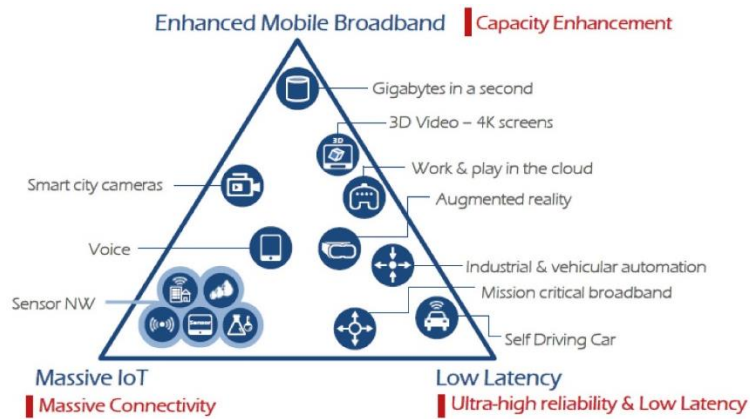 Enhanced Mobile Broadband
Capacity Enhancement
Gigabytes in a second
3D Video – 4K screens
3D
Work & play in the cloud
Smart city cameras
Augmented reality
Voice
Industrial & vehicular automation
Mission critical broadband
Sensor NW
Self Driving Car
Massive IoT
Low Latency
Massive Connectivity
Ultra-high reliability & Low Latency